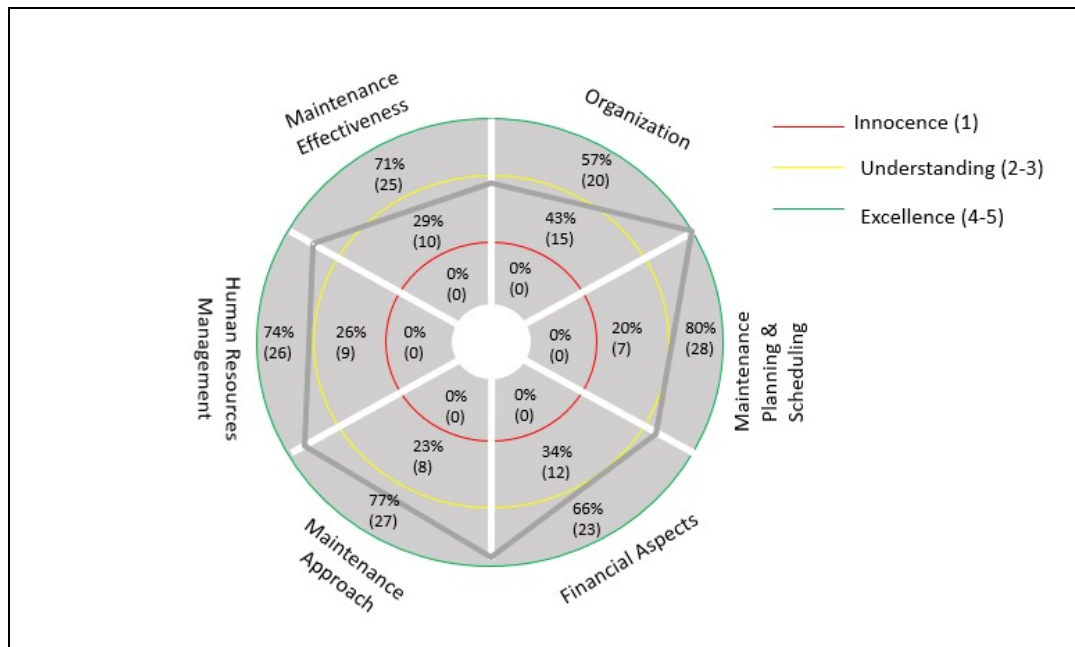 Maintenance
Effectiveness
Organization
Innocence (1)
Understanding (2-3)
Excellence (4-5)
71%
(25)
57%
(20)
29%
(10)
43%
(15)
0%
(0)
0%
(0)
Human Resources
Management
74%
(26)
26%
(9)
0%
(0)
0%
(0)
20%
(7)
80%
(28)
Maintenance
Planning &
Scheduling
0%
(0)
0%
(0)
23%
(8)
34%
(12)
77%
(27)
66%
(23)
Maintenance
Approach
Financial Aspects